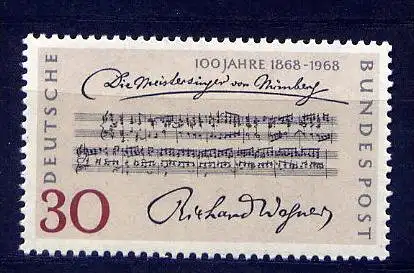 DEUTSCHE
100 JAHRE 1868-1968
Die Meistersinger von Nürnberg
30
Richard Wagner
BUNDESPOST